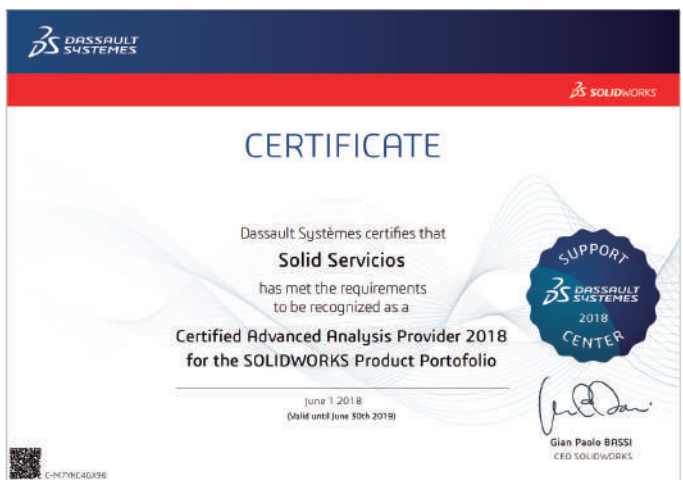 DASSAULT
SYSTEMES
SOLIDWORKS
CERTIFICATE
Dassault Systèmes certifies that
Solid Servicios
has met the requirements
to be recognized as a
Certified Advanced Analysis Provider 2018
for the SOLIDWORKS Product Portofolio
June 1 2018
(Valid until June 30th 2019)
SUPPORT
DASSAULT
SYSTEMES
2018
CENTER
Gian Paolo BASSI
CEO SOLIDWORKS
C-M7YKC4GX96